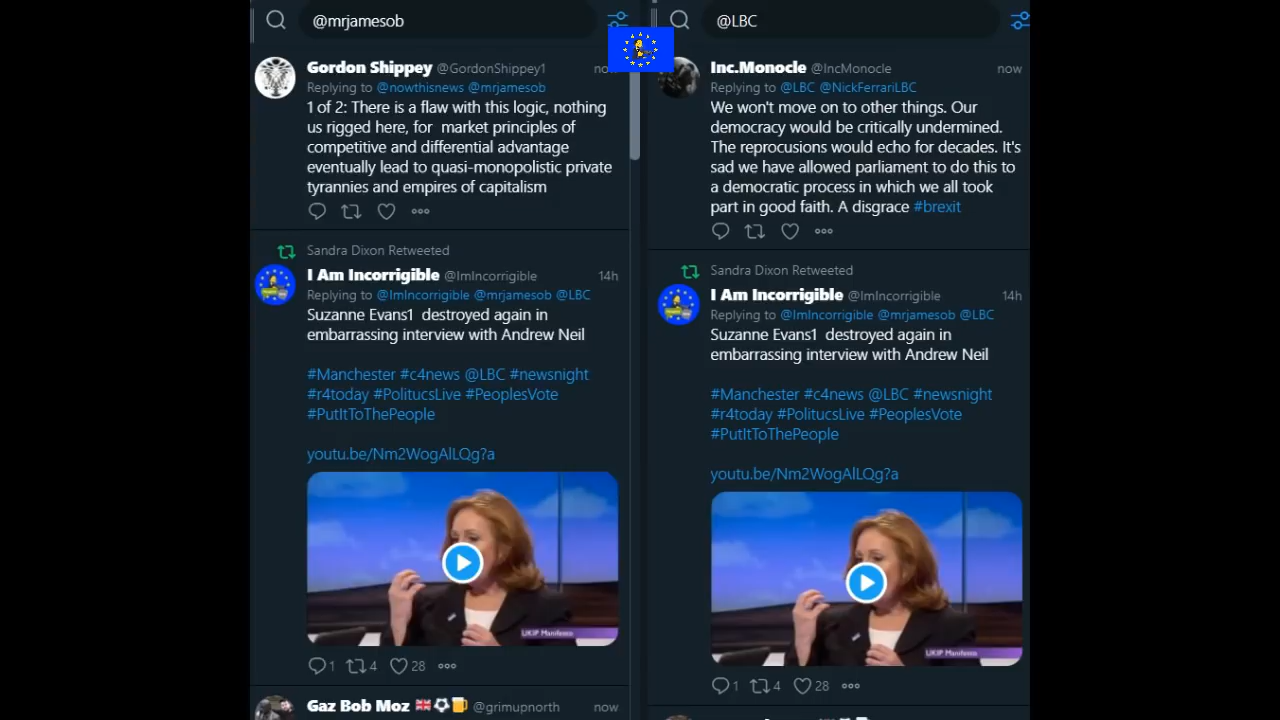 @mrjamesob
Gordon Shippey @GordonShippey1
Replying to @nowthisnews @mrjamesob
1 of 2: There is a flaw with this logic, nothing
us rigged here, for market principles of
competitive and differential advantage
eventually lead to quasi-monopolistic private
tyrannies and empires of capitalism
Sandra Dixon Retweeted
I Am Incorrigible @ImIncorrigible 14h
Replying to @ImIncorrigible @mrjamesob @LBC
Suzanne Evans1 destroyed again in
embarrassing interview with Andrew Neil
#Manchester #c4news @LBC #newsnight
#r4today #PolitucsLive #PeoplesVote
#PutItToThePeople
youtu.be/Nm2WogAlLQg?a
UKIP Manifesto
1 4 28
Gaz Bob Moz @grimupnorth now
@LBC
Inc.Monocle @IncMonocle now
Replying to @LBC @NickFerrariLBC
We won't move on to other things. Our
democracy would be critically undermined.
The reprocusions would echo for decades. It's
sad we have allowed parliament to do this to
a democratic process in which we all took
part in good faith. A disgrace #brexit
Sandra Dixon Retweeted
I Am Incorrigible @ImIncorrigible 14h
Replying to @ImIncorrigible @mrjamesob @LBC
Suzanne Evans1 destroyed again in
embarrassing interview with Andrew Neil
#Manchester #c4news @LBC #newsnight
#r4today #PolitucsLive #PeoplesVote
#PutItToThePeople
youtu.be/Nm2WogAlLQg?a
UKIP Manifesto
1 4 28